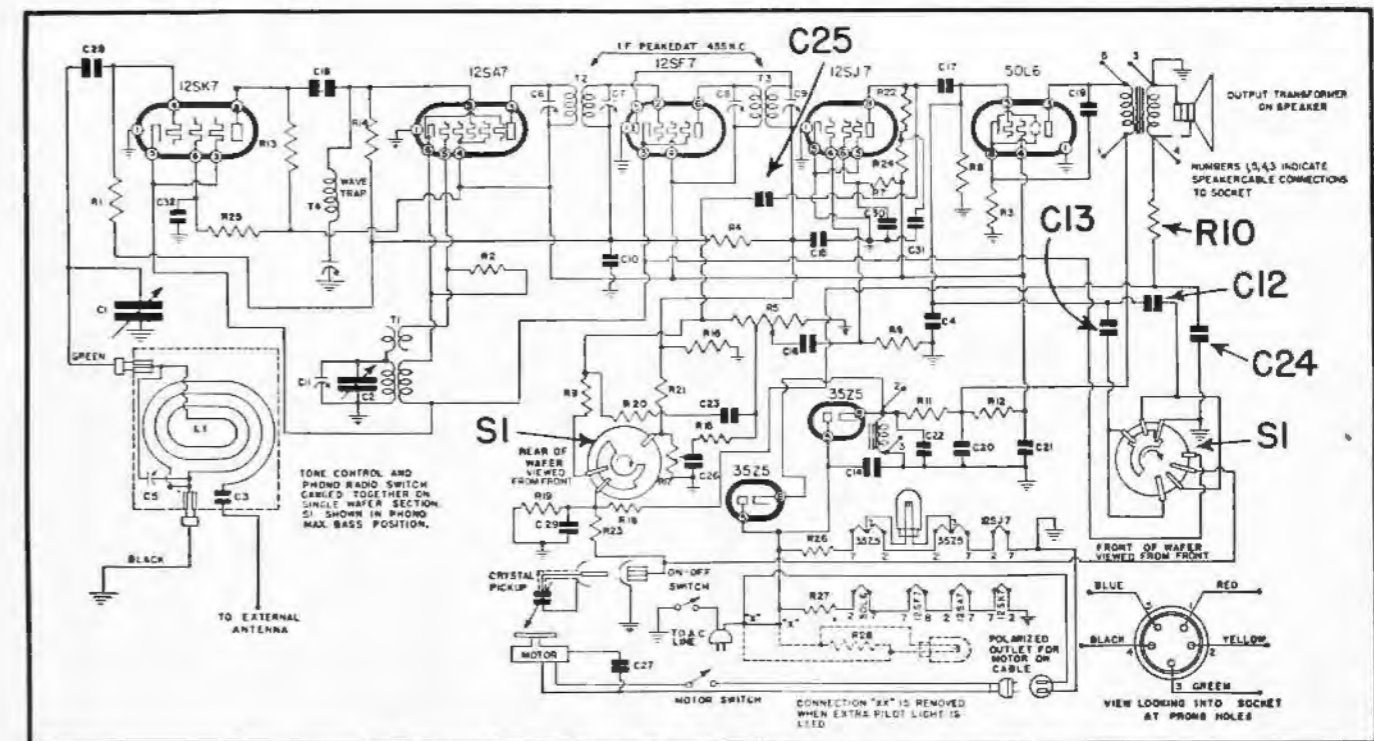 C28
12SK7
C18
12SA7
I F PEAKED AT 455 K.C.
12SF7
C25
12SJ7
C17
50L6
T2
C6
C7
C8
T3
C9
R22
C19
OUTPUT TRANSFORMER
ON SPEAKER
NUMBERS 1,5,4,3 INDICATE
SPEAKER CABLE CONNECTIONS
TO SOCKET
R1
R13
R14
WAVE
TRAP
T4
C32
R25
R24
R7
C30
C31
R8
R3
R4
C10
R2
C13
R10
C12
C24
C1
GREEN
L1
C5
C3
BLACK
TO EXTERNAL
ANTENNA
T1
C11
C2
R5
R16
R6
C4
R9
R20
R21
C23
R15
S1
REAR OF
WAFER
VIEWED
FROM FRONT
R17
C26
35Z5
R11
R12
C22
C20
C21
C14
35Z5
S1
TONE CONTROL AND
PHONO RADIO SWITCH
GANGED TOGETHER ON
SINGLE WAFER SECTION.
S1 SHOWN IN PHONO
MAX. BASS POSITION.
R19
C29
R18
R23
R26
35Z5
35Z5
12SJ7
FRONT OF WAFER
VIEWED FROM FRONT
CRYSTAL
PICKUP
ON-OFF
SWITCH
TO A.C.
LINE
"X"
"X"
R27
50L6
12SF7
12SA7
12SK7
R28
POLARIZED
OUTLET FOR
MOTOR ON
CABLE
MOTOR
C27
MOTOR SWITCH
CONNECTION "XX" IS REMOVED
WHEN EXTRA PILOT LIGHT IS
USED
BLUE
RED
BLACK
4
YELLOW
2
3 GREEN
VIEW LOOKING INTO SOCKET
AT PRONG HOLES